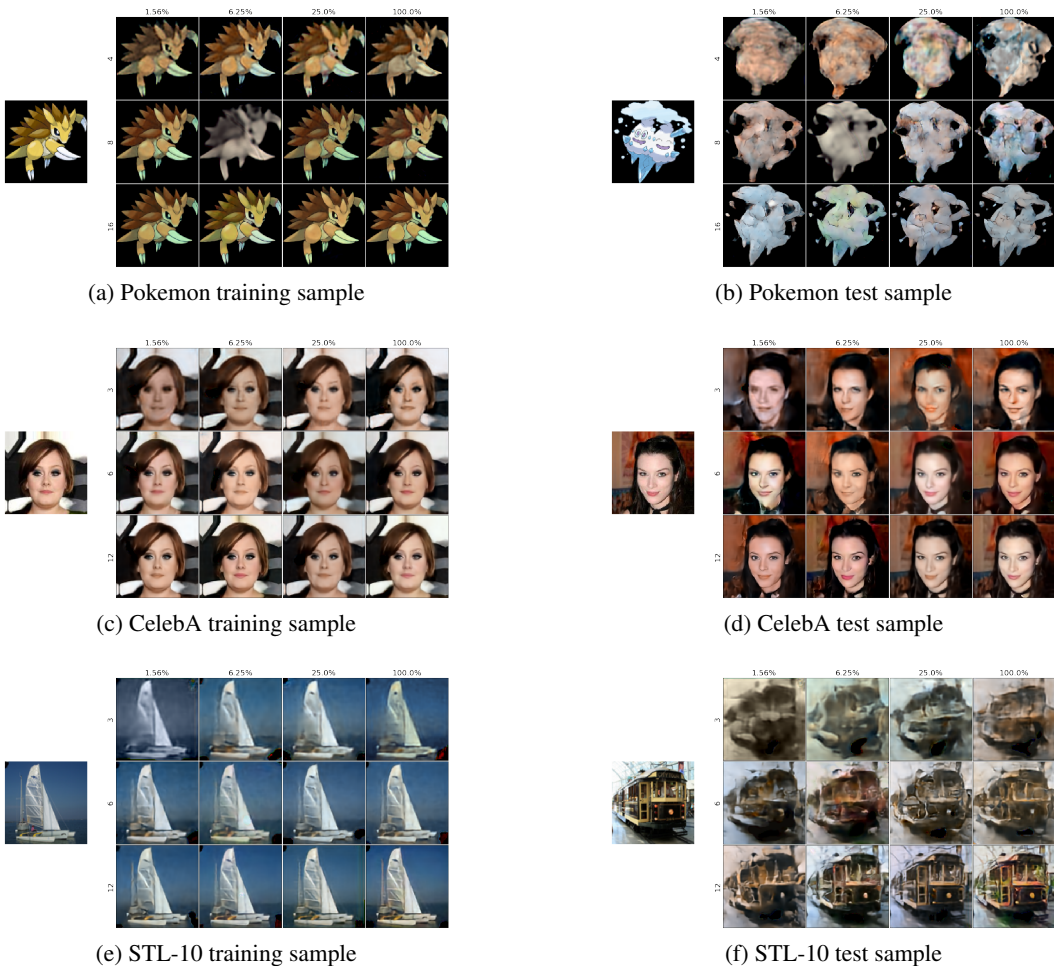 1.56% 6.25% 25.0% 100.0%
4
8
16
(a) Pokemon training sample
1.56% 6.25% 25.0% 100.0%
4
8
16
(b) Pokemon test sample
1.56% 6.25% 25.0% 100.0%
3
6
12
(c) CelebA training sample
1.56% 6.25% 25.0% 100.0%
3
6
12
(d) CelebA test sample
1.56% 6.25% 25.0% 100.0%
3
6
12
(e) STL-10 training sample
1.56% 6.25% 25.0% 100.0%
3
6
12
(f) STL-10 test sample